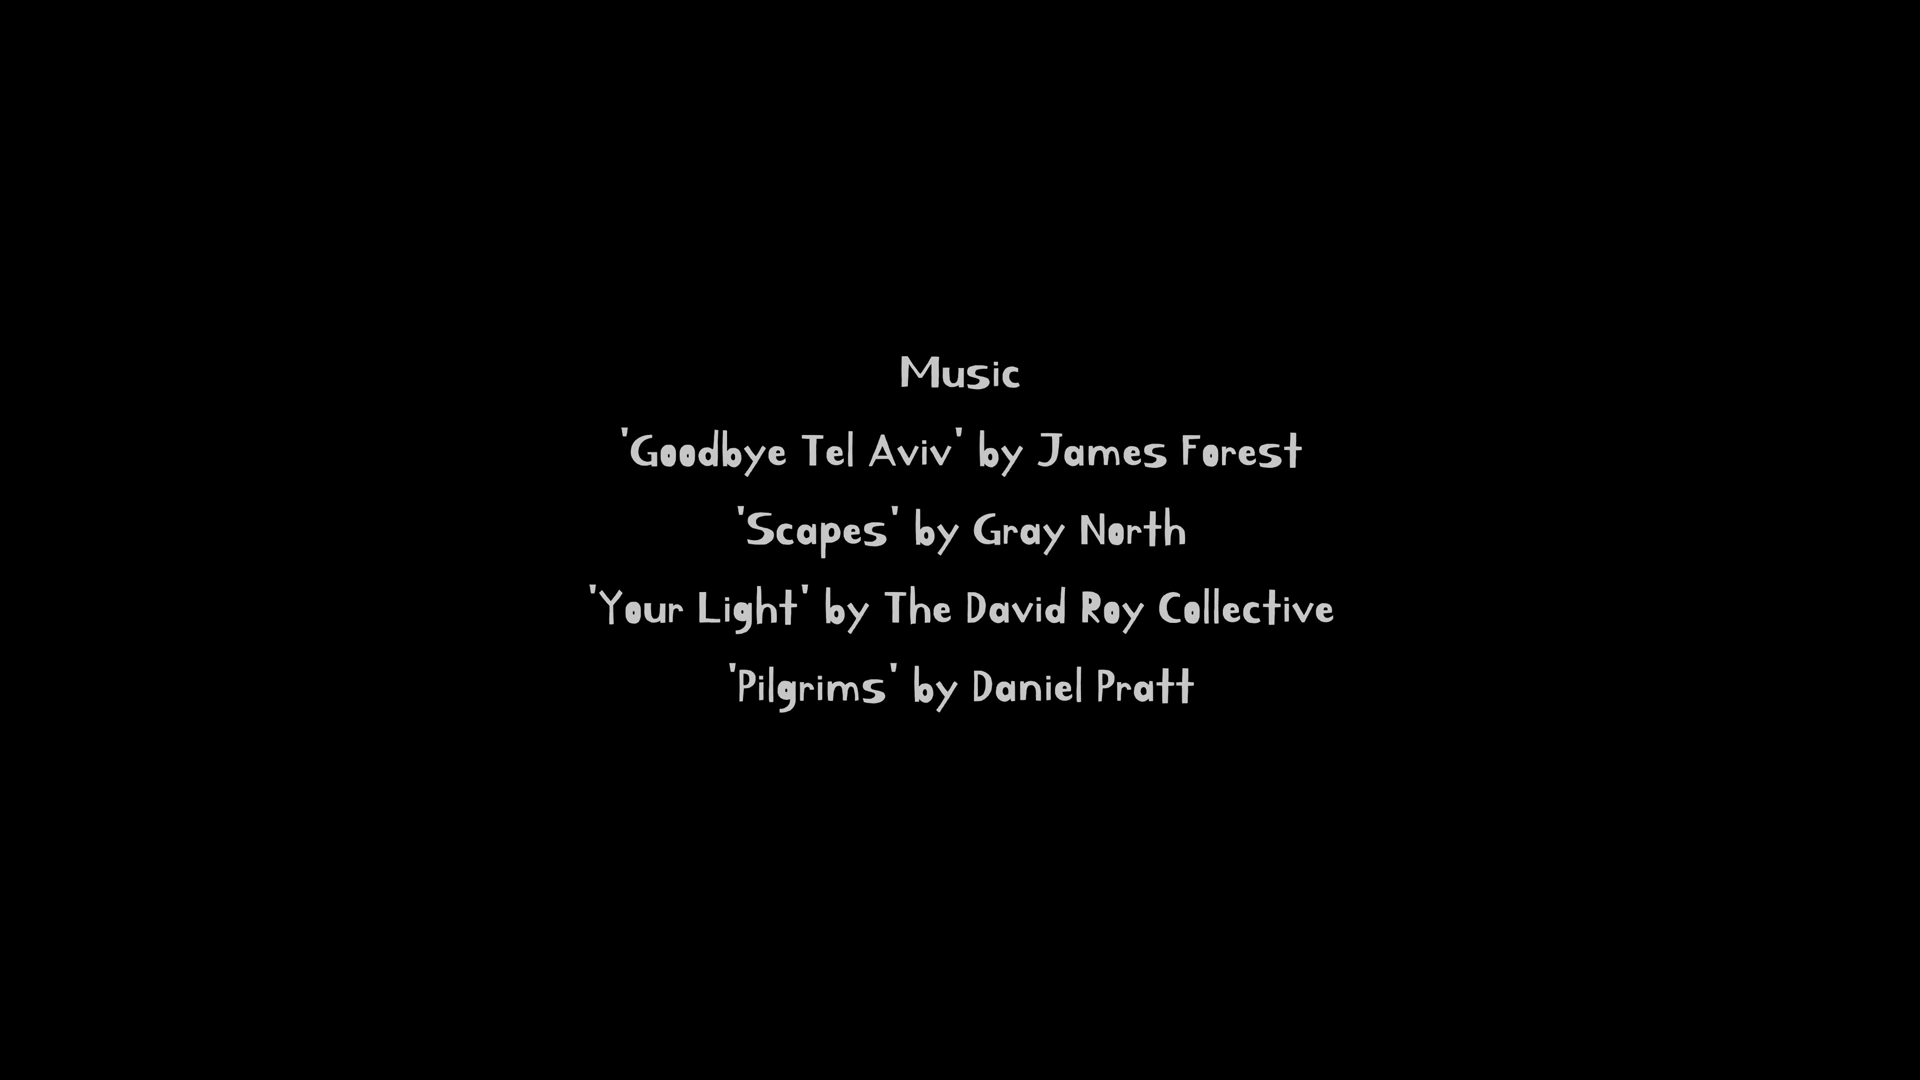 Music
'Goodbye Tel Aviv' by James Forest
'Scapes' by Gray North
'Your Light' by The David Roy Collective
'Pilgrims' by Daniel Pratt